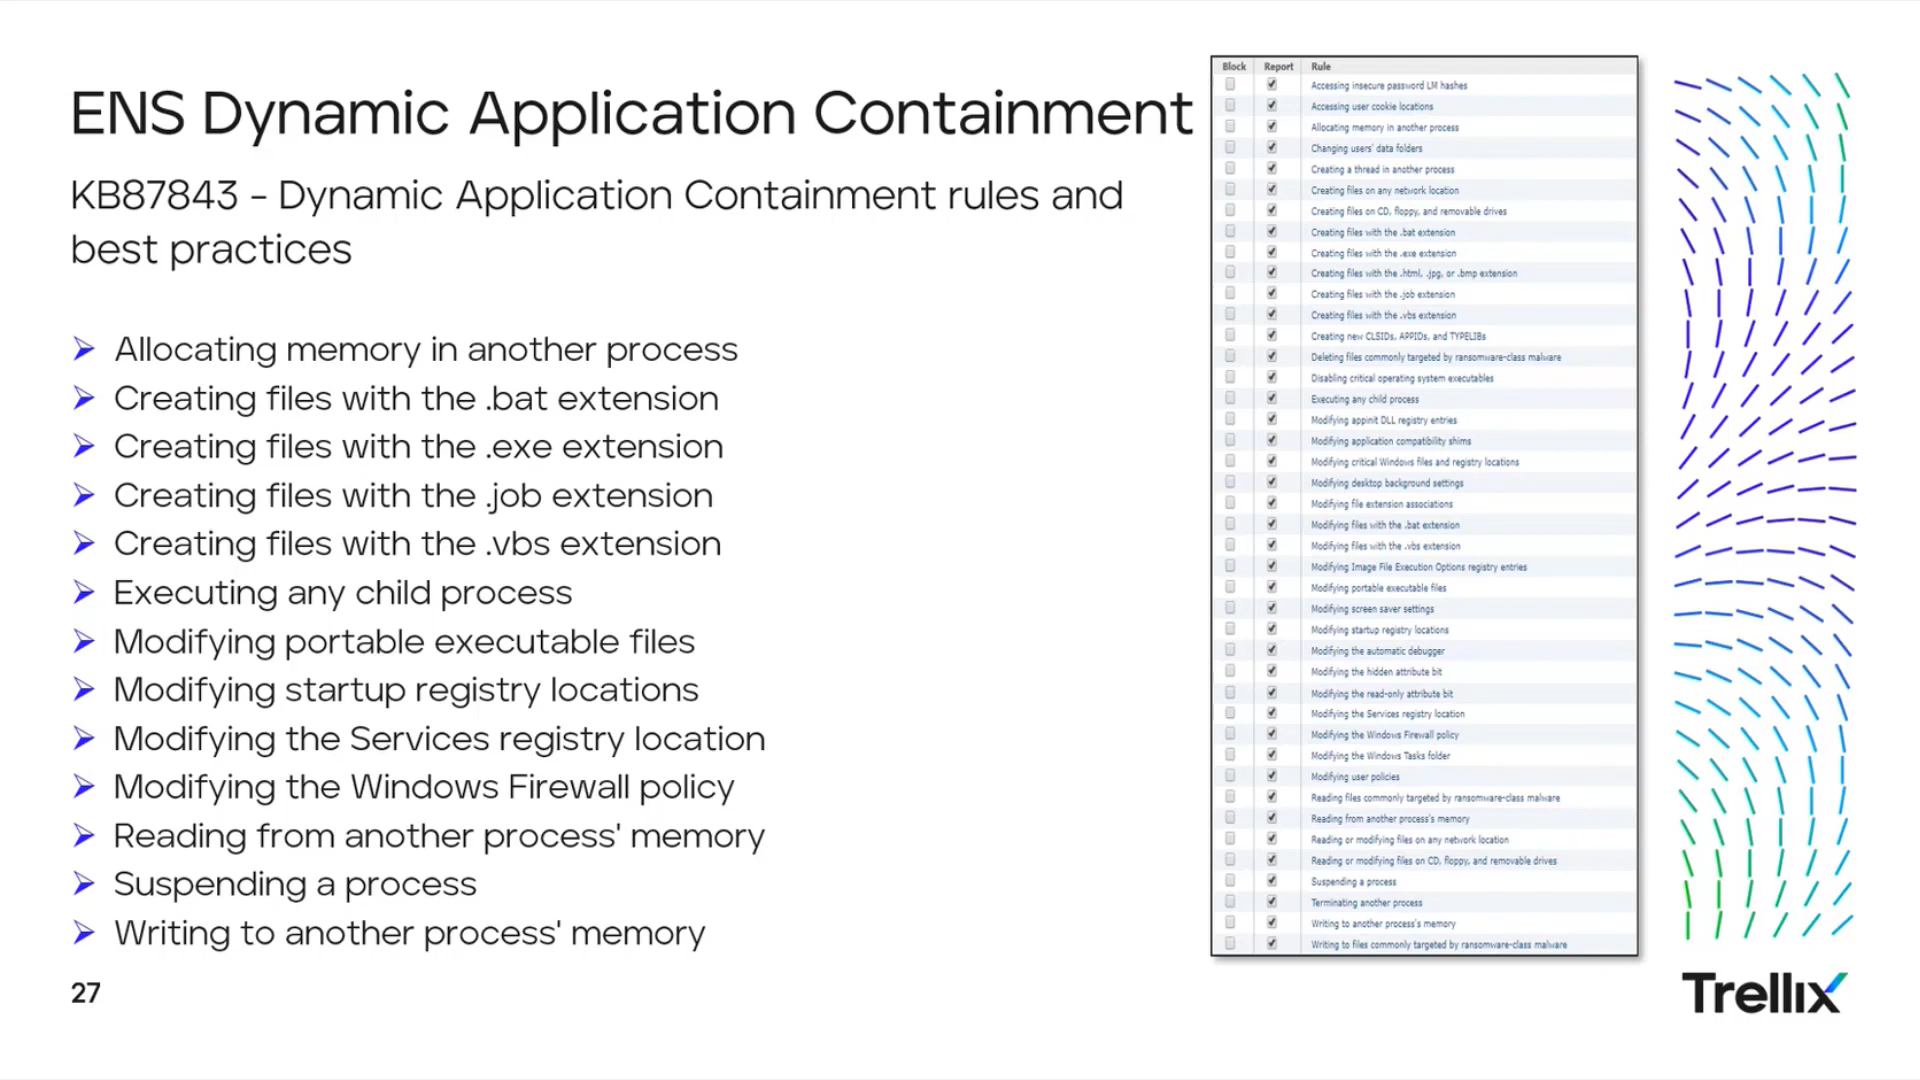 ENS Dynamic Application Containment
KB87843 – Dynamic Application Containment rules and
best practices
Allocating memory in another process
Creating files with the .bat extension
Creating files with the .exe extension
Creating files with the .job extension
Creating files with the .vbs extension
Executing any child process
Modifying portable executable files
Modifying startup registry locations
Modifying the Services registry location
Modifying the Windows Firewall policy
Reading from another process' memory
Suspending a process
Writing to another process' memory
27
Block Report Rule
Accessing insecure password LM hashes
Accessing user cookie locations
Allocating memory in another process
Changing users' data folders
Creating a thread in another process
Creating files on any network location
Creating files on CD, floppy, and removable drives
Creating files with the .bat extension
Creating files with the .exe extension
Creating files with the .html, .jpg, or .bmp extension
Creating files with the .job extension
Creating files with the .vbs extension
Creating new CLSIDs, APPIDs, and TYPELIBs
Deleting files commonly targeted by ransomware-class malware
Disabling critical operating system executables
Executing any child process
Modifying appinit DLL registry entries
Modifying application compatibility shims
Modifying critical Windows files and registry locations
Modifying desktop background settings
Modifying file extension associations
Modifying files with the .bat extension
Modifying files with the .vbs extension
Modifying Image File Execution Options registry entries
Modifying portable executable files
Modifying screen saver settings
Modifying startup registry locations
Modifying the automatic debugger
Modifying the hidden attribute bit
Modifying the read-only attribute bit
Modifying the Services registry location
Modifying the Windows Firewall policy
Modifying the Windows Tasks folder
Modifying user policies
Reading files commonly targeted by ransomware-class malware
Reading from another process's memory
Reading or modifying files on any network location
Reading or modifying files on CD, floppy, and removable drives
Suspending a process
Terminating another process
Writing to another process's memory
Writing to files commonly targeted by ransomware-class malware
Trellix